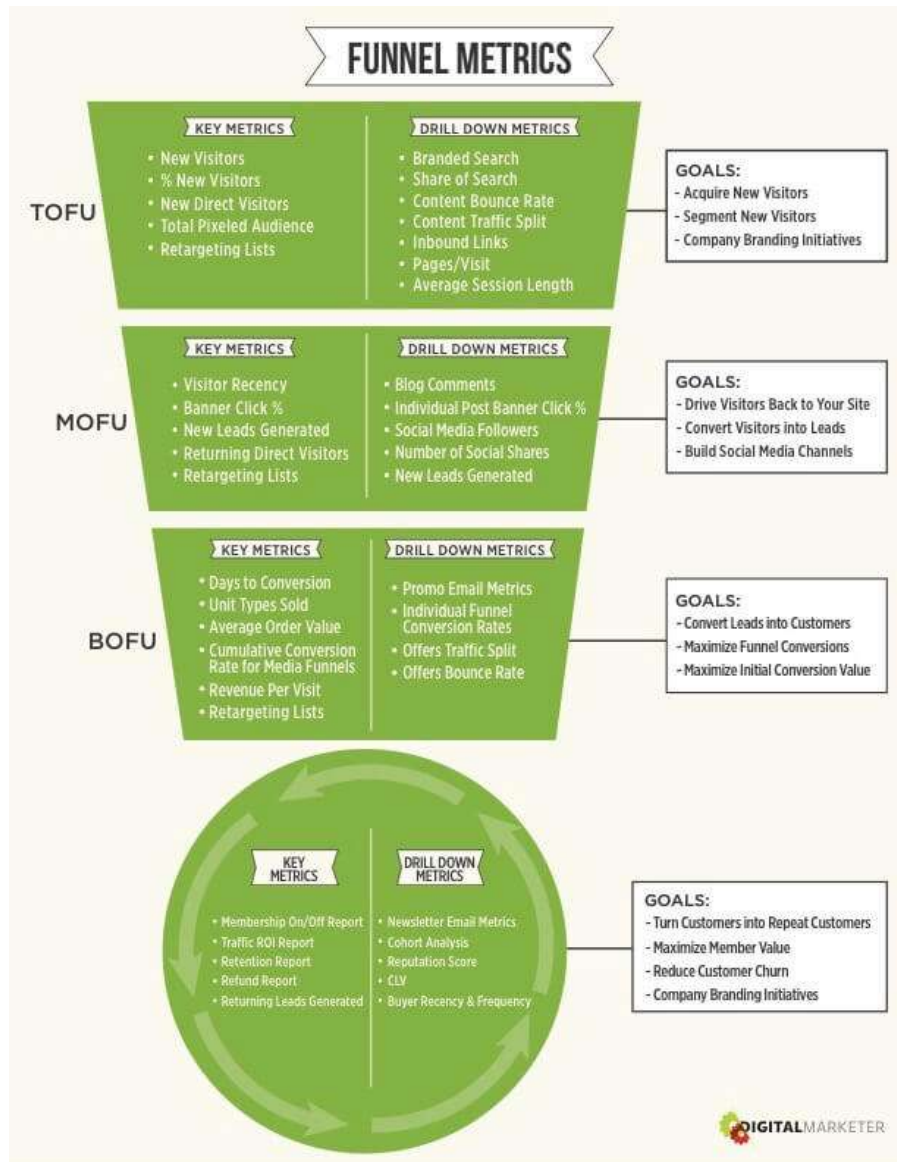 FUNNEL METRICS
TOFU
KEY METRICS
• New Visitors
• % New Visitors
• New Direct Visitors
• Total Pixeled Audience
• Retargeting Lists
DRILL DOWN METRICS
• Branded Search
• Share of Search
• Content Bounce Rate
• Content Traffic Split
• Inbound Links
• Pages/Visit
• Average Session Length
GOALS:
- Acquire New Visitors
- Segment New Visitors
- Company Branding Initiatives
MOFU
KEY METRICS
• Visitor Recency
• Banner Click %
• New Leads Generated
• Returning Direct Visitors
• Retargeting Lists
DRILL DOWN METRICS
• Blog Comments
• Individual Post Banner Click %
• Social Media Followers
• Number of Social Shares
• New Leads Generated
GOALS:
- Drive Visitors Back to Your Site
- Convert Visitors into Leads
- Build Social Media Channels
BOFU
KEY METRICS
• Days to Conversion
• Unit Types Sold
• Average Order Value
• Cumulative Conversion
Rate for Media Funnels
• Revenue Per Visit
• Retargeting Lists
DRILL DOWN METRICS
• Promo Email Metrics
• Individual Funnel
Conversion Rates
• Offers Traffic Split
• Offers Bounce Rate
GOALS:
- Convert Leads into Customers
- Maximize Funnel Conversions
- Maximize Initial Conversion Value
KEY
METRICS
• Membership On/Off Report
• Traffic ROI Report
• Retention Report
• Refund Report
• Returning Leads Generated
DRILL DOWN
METRICS
• Newsletter Email Metrics
• Cohort Analysis
• Reputation Score
• CLV
• Buyer Recency & Frequency
GOALS:
- Turn Customers into Repeat Customers
- Maximize Member Value
- Reduce Customer Churn
- Company Branding Initiatives
DIGITALMARKETER